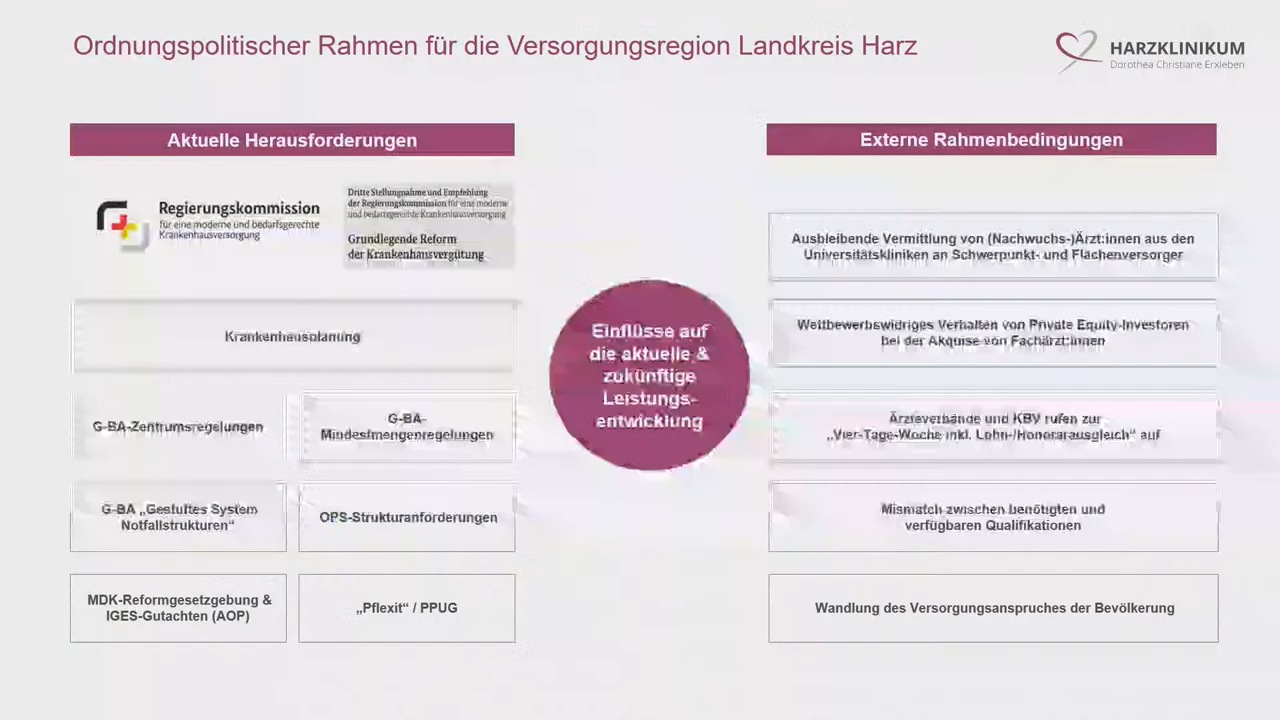 Ordnungspolitischer Rahmen für die Versorgungsregion Landkreis Harz
HARZKLINIKUM
Dorothea Christiane Erxleben
Aktuelle Herausforderungen
Regierungskommission
für eine moderne und bedarfsgerechte
Krankenhausversorgung
Dritte Stellungnahme und Empfehlung
der Regierungskommission für eine moderne
und bedarfsgerechte Krankenhausversorgung
Grundlegende Reform
der Krankenhausvergütung
Krankenhausplanung
G-BA-Zentrumsregelungen
G-BA-
Mindestmengenregelungen
G-BA „Gestuftes System
Notfallstrukturen“
OPS-Strukturanforderungen
MDK-Reformgesetzgebung &
IGES-Gutachten (AOP)
„Pflexit“ / PPUG
Einflüsse auf
die aktuelle &
zukünftige
Leistungs-
entwicklung
Externe Rahmenbedingungen
Ausbleibende Vermittlung von (Nachwuchs-)Ärzt:innen aus den
Universitätskliniken an Schwerpunkt- und Flächenversorger
Wettbewerbswidriges Verhalten von Private Equity-Investoren
bei der Akquise von Fachärzt:innen
Ärzteverbände und KBV rufen zur
„Vier-Tage-Woche inkl. Lohn-/Honorarausgleich“ auf
Mismatch zwischen benötigten und
verfügbaren Qualifikationen
Wandlung des Versorgungsanspruches der Bevölkerung